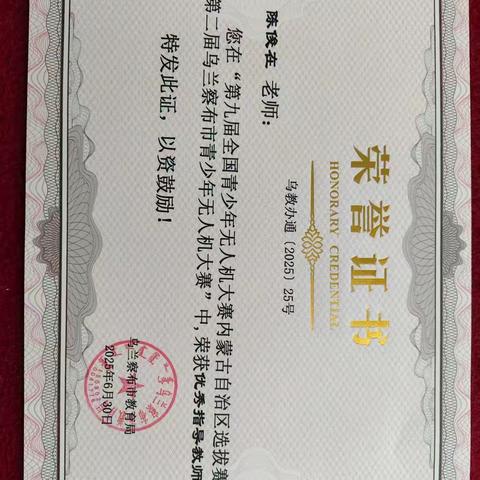 荣誉证书
HONORARY CREDENTIAL
乌教办通〔2025〕25号
陈俊在 老师：
您在“第九届全国青少年无人机大赛内蒙古自治区选拔赛
第二届乌兰察布市青少年无人机大赛”中,荣获优秀指导教师
特发此证，以资鼓励！
乌兰察布市教育局
2025年6月30日